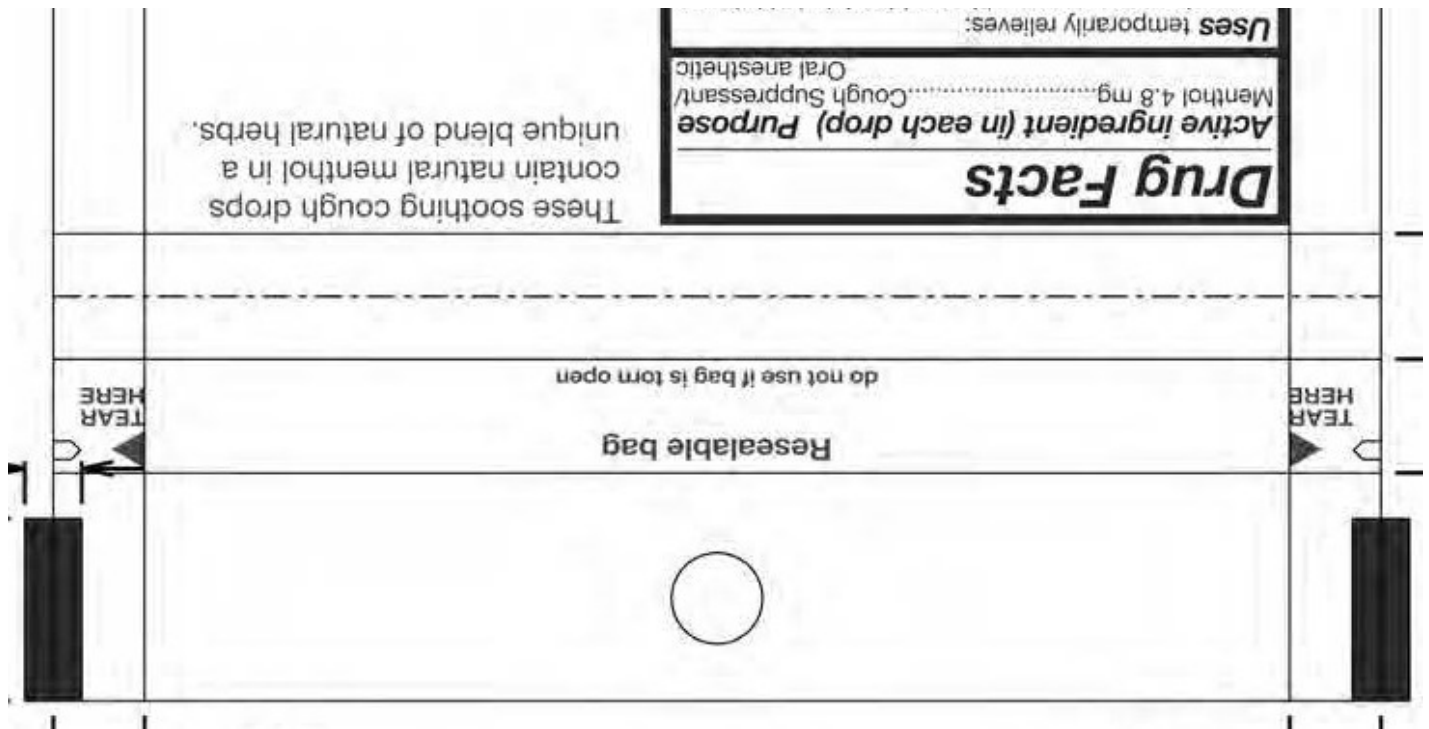 TEAR
HERE
TEAR
HERE
Resealable bag
do not use if bag is torn open
Drug Facts
Active ingredient (in each drop) Purpose
Menthol 4.8 mg.........................Cough Suppressant/
Oral anesthetic
Uses temporarily relieves:
These soothing cough drops
contain natural menthol in a
unique blend of natural herbs.